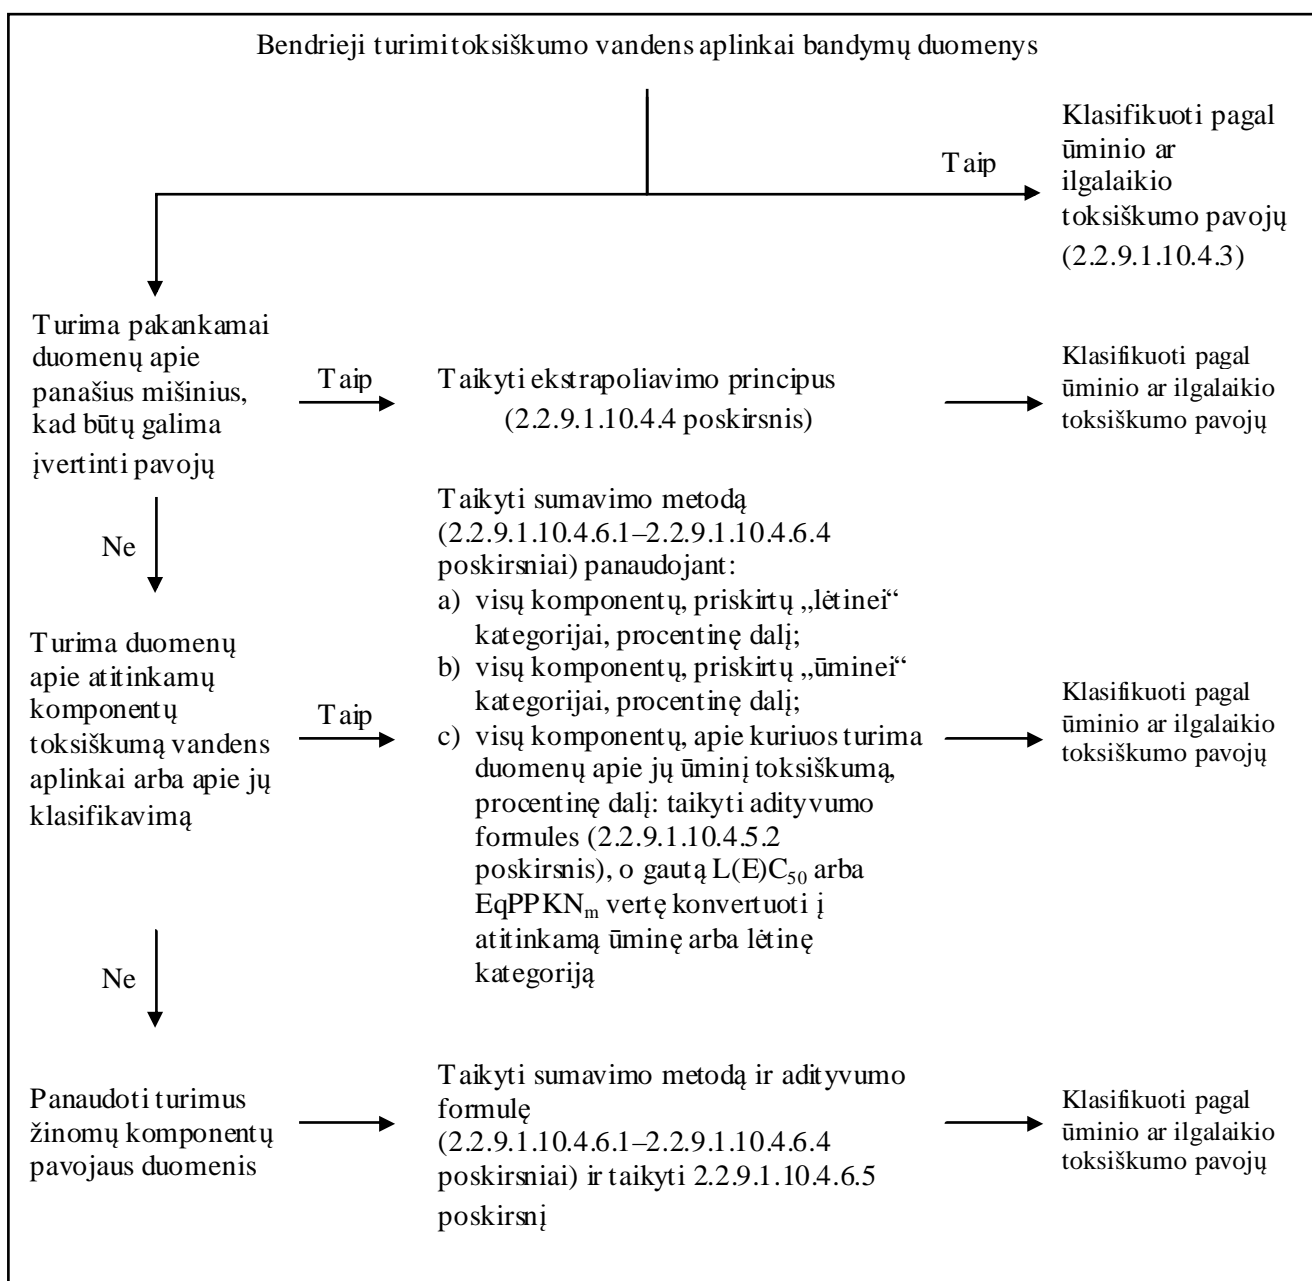 Bendrieji turimi toksiškumo vandens aplinkai bandymų duomenys
Taip
Klasifikuoti pagal
ūminio ar
ilgalaikio
toksiškumo pavojų
(2.2.9.1.10.4.3)
Turima pakankamai
duomenų apie
panašius mišinius,
kad būtų galima
įvertinti pavojų
Taip
Taikyti ekstrapoliavimo principus
(2.2.9.1.10.4.4 poskirsnis)
Klasifikuoti pagal
ūminio ar ilgalaikio
toksiškumo pavojų
Ne
Turima duomenų
apie atitinkamų
komponentų
toksiškumą vandens
aplinkai arba apie jų
klasifikavimą
Taip
Taikyti sumavimo metodą
(2.2.9.1.10.4.6.1–2.2.9.1.10.4.6.4
poskirsniai) panaudojant:
a) visų komponentų, priskirtų „lėtinei“
kategorijai, procentinę dalį;
b) visų komponentų, priskirtų „ūminei“
kategorijai, procentinę dalį;
c) visų komponentų, apie kuriuos turima
duomenų apie jų ūminį toksiškumą,
procentinę dalį: taikyti adityvumo
formules (2.2.9.1.10.4.5.2
poskirsnis), o gautą L(E)C50 arba
EqPPKNm vertę konvertuoti į
atitinkamą ūminę arba lėtinę
kategoriją
Klasifikuoti pagal
ūminio ar ilgalaikio
toksiškumo pavojų
Ne
Panaudoti turimus
žinomų komponentų
pavojaus duomenis
Taikyti sumavimo metodą ir adityvumo
formulę
(2.2.9.1.10.4.6.1–2.2.9.1.10.4.6.4
poskirsniai) ir taikyti 2.2.9.1.10.4.6.5
poskirsnį
Klasifikuoti pagal
ūminio ar ilgalaikio
toksiškumo pavojų